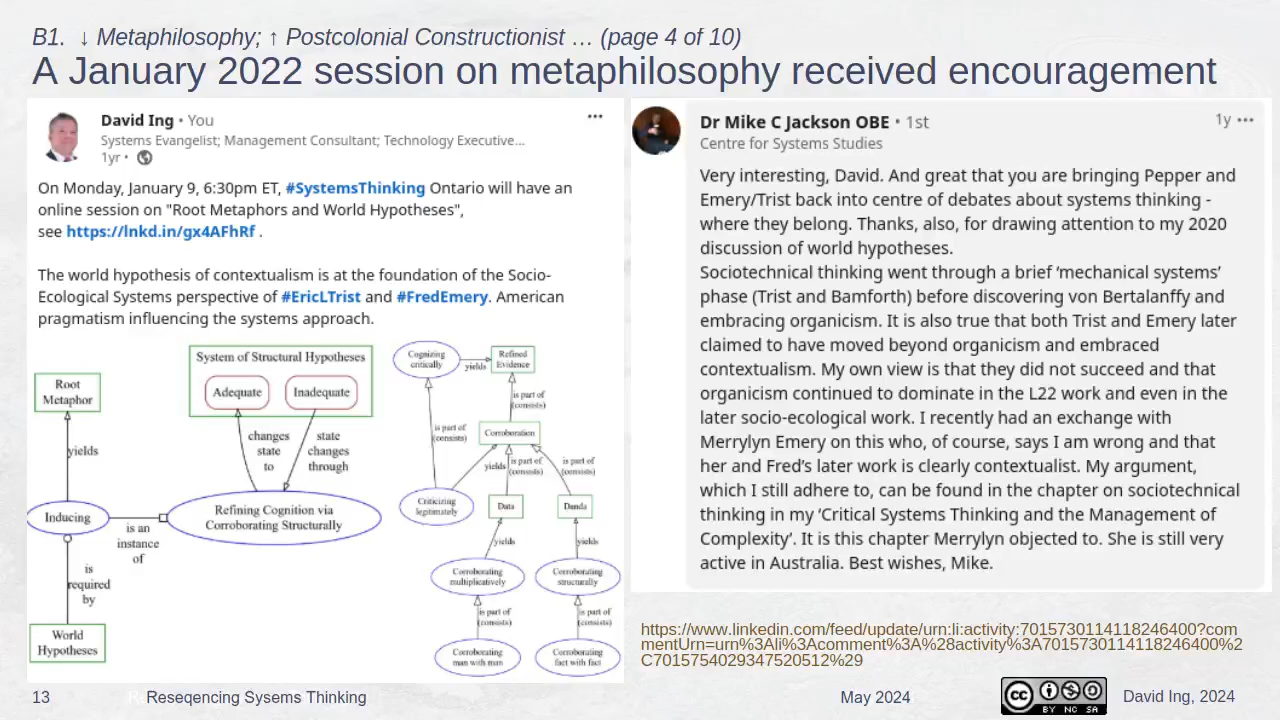 B1. ↓ Metaphilosophy; ↑ Postcolonial Constructionist … (page 4 of 10)
A January 2022 session on metaphilosophy received encouragement
David Ing • You
Systems Evangelist; Management Consultant; Technology Executive...
1yr •
On Monday, January 9, 6:30pm ET, #SystemsThinking Ontario will have an
online session on "Root Metaphors and World Hypotheses",
see https://lnkd.in/gx4AFhRf .
The world hypothesis of contextualism is at the foundation of the Socio-
Ecological Systems perspective of #EricLTrist and #FredEmery. American
pragmatism influencing the systems approach.
System of Structural Hypotheses
Adequate
Inadequate
Root
Metaphor
yields
changes
state
to
state
changes
through
Inducing
is an
instance
of
Refining Cognition via
Corroborating Structurally
is
required
by
World
Hypotheses
Cognizing
critically
yields
Refined
Evidence
is part of
(consists)
is part of
(consists)
Corroboration
yields
is part of
(consists)
is part of
(consists)
Criticizing
legitimately
Data
Danda
yields
yields
Corroborating
multiplicatively
Corroborating
structurally
is part of
(consists)
is part of
(consists)
Corroborating
man with man
Corroborating
fact with fact
Dr Mike C Jackson OBE • 1st
1y
Centre for Systems Studies
Very interesting, David. And great that you are bringing Pepper and
Emery/Trist back into centre of debates about systems thinking -
where they belong. Thanks, also, for drawing attention to my 2020
discussion of world hypotheses.
Sociotechnical thinking went through a brief ‘mechanical systems’
phase (Trist and Bamforth) before discovering von Bertalanffy and
embracing organicism. It is also true that both Trist and Emery later
claimed to have moved beyond organicism and embraced
contextualism. My own view is that they did not succeed and that
organicism continued to dominate in the L22 work and even in the
later socio-ecological work. I recently had an exchange with
Merrylyn Emery on this who, of course, says I am wrong and that
her and Fred’s later work is clearly contextualist. My argument,
which I still adhere to, can be found in the chapter on sociotechnical
thinking in my ‘Critical Systems Thinking and the Management of
Complexity’. It is this chapter Merrylyn objected to. She is still very
active in Australia. Best wishes, Mike.
https://www.linkedin.com/feed/update/urn:li:activity:7015730114118246400?com
mentUrn=urn%3Ali%3Acomment%3A%28activity%3A7015730114118246400%2
C7015754029347520512%29
13
Reseqencing Sysems Thinking
May 2024
cc
BY NC SA
David Ing, 2024